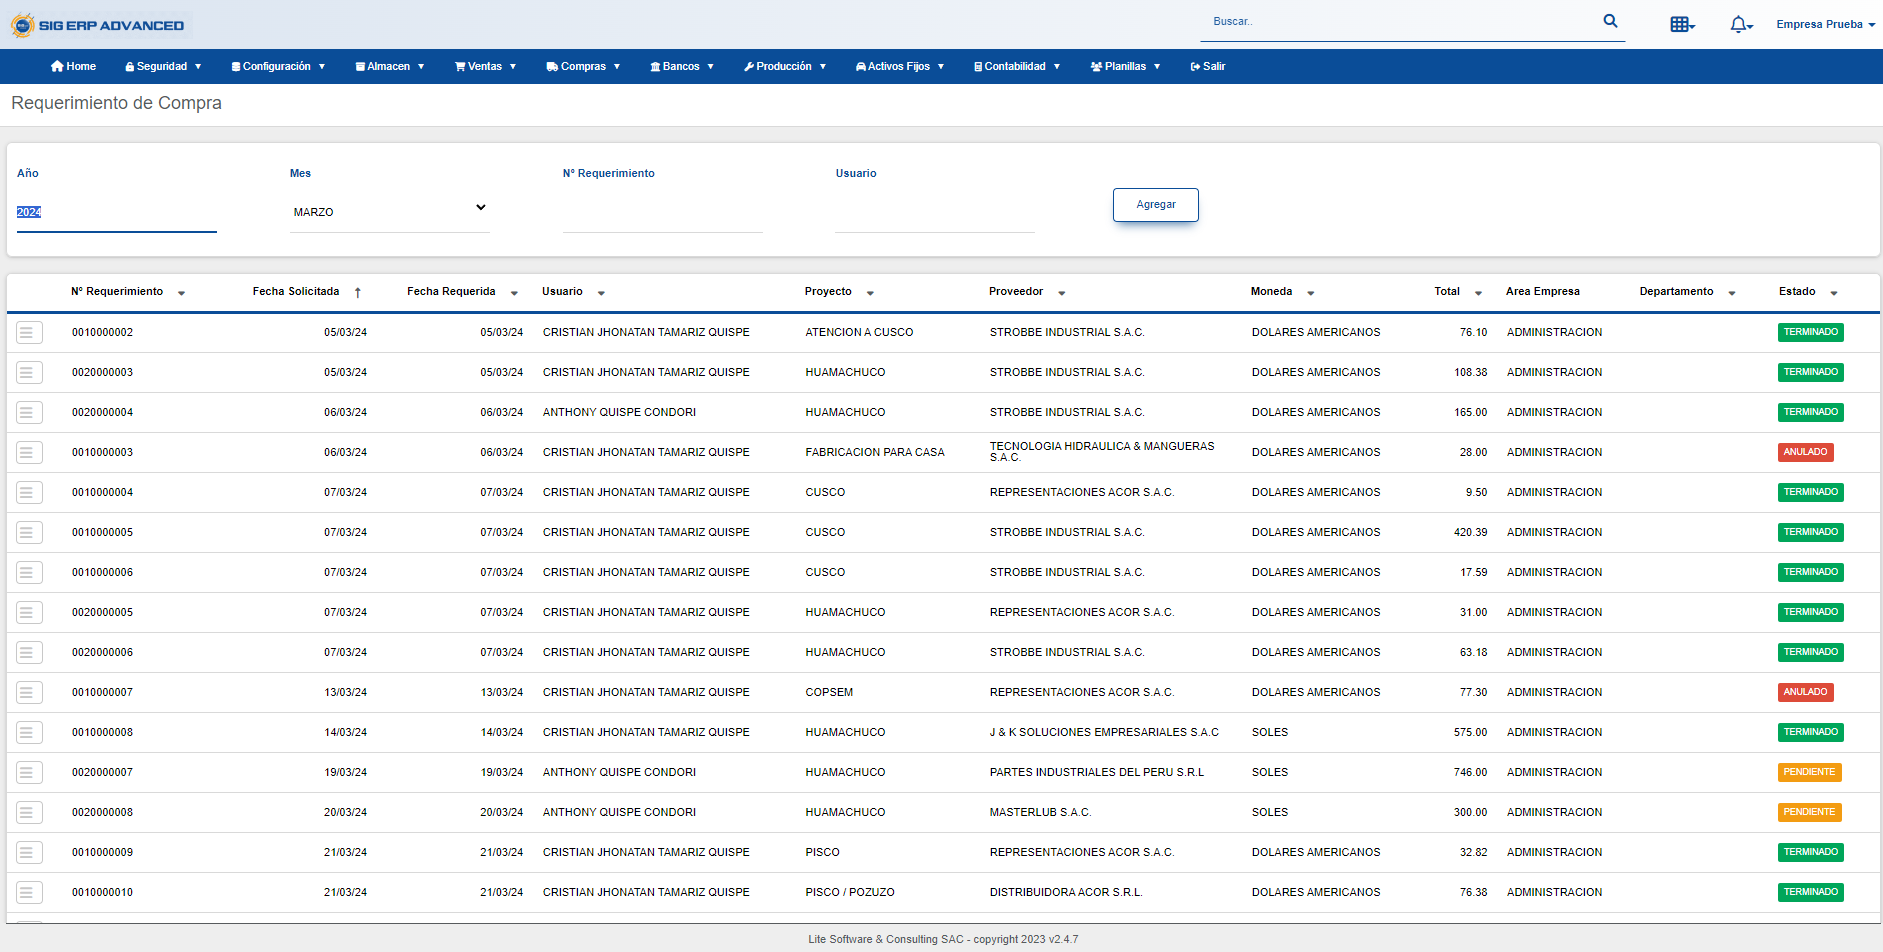 SIG ERP ADVANCED
Buscar..
Empresa Prueba
Home Seguridad Configuración Almacen Ventas Compras Bancos Producción Activos Fijos Contabilidad Planillas Salir
Requerimiento de Compra
Año Mes Nº Requerimiento Usuario
2024 MARZO Agregar
Nº Requerimiento Fecha Solicitada Fecha Requerida Usuario Proyecto Proveedor Moneda Total Area Empresa Departamento Estado
0010000002 05/03/24 05/03/24 CRISTIAN JHONATAN TAMARIZ QUISPE ATENCION A CUSCO STROBBE INDUSTRIAL S.A.C. DOLARES AMERICANOS 76.10 ADMINISTRACION TERMINADO
0020000003 05/03/24 05/03/24 CRISTIAN JHONATAN TAMARIZ QUISPE HUAMACHUCO STROBBE INDUSTRIAL S.A.C. DOLARES AMERICANOS 108.38 ADMINISTRACION TERMINADO
0020000004 06/03/24 06/03/24 ANTHONY QUISPE CONDORI HUAMACHUCO STROBBE INDUSTRIAL S.A.C. DOLARES AMERICANOS 165.00 ADMINISTRACION TERMINADO
0010000003 06/03/24 06/03/24 CRISTIAN JHONATAN TAMARIZ QUISPE FABRICACION PARA CASA TECNOLOGIA HIDRAULICA & MANGUERAS S.A.C. DOLARES AMERICANOS 28.00 ADMINISTRACION ANULADO
0010000004 07/03/24 07/03/24 CRISTIAN JHONATAN TAMARIZ QUISPE CUSCO REPRESENTACIONES ACOR S.A.C. DOLARES AMERICANOS 9.50 ADMINISTRACION TERMINADO
0010000005 07/03/24 07/03/24 CRISTIAN JHONATAN TAMARIZ QUISPE CUSCO STROBBE INDUSTRIAL S.A.C. DOLARES AMERICANOS 420.39 ADMINISTRACION TERMINADO
0010000006 07/03/24 07/03/24 CRISTIAN JHONATAN TAMARIZ QUISPE CUSCO STROBBE INDUSTRIAL S.A.C. DOLARES AMERICANOS 17.59 ADMINISTRACION TERMINADO
0020000005 07/03/24 07/03/24 CRISTIAN JHONATAN TAMARIZ QUISPE HUAMACHUCO REPRESENTACIONES ACOR S.A.C. DOLARES AMERICANOS 31.00 ADMINISTRACION TERMINADO
0020000006 07/03/24 07/03/24 CRISTIAN JHONATAN TAMARIZ QUISPE HUAMACHUCO STROBBE INDUSTRIAL S.A.C. DOLARES AMERICANOS 63.18 ADMINISTRACION TERMINADO
0010000007 13/03/24 13/03/24 CRISTIAN JHONATAN TAMARIZ QUISPE COPSEM REPRESENTACIONES ACOR S.A.C. DOLARES AMERICANOS 77.30 ADMINISTRACION ANULADO
0010000008 14/03/24 14/03/24 CRISTIAN JHONATAN TAMARIZ QUISPE HUAMACHUCO J & K SOLUCIONES EMPRESARIALES S.A.C SOLES 575.00 ADMINISTRACION TERMINADO
0020000007 19/03/24 19/03/24 ANTHONY QUISPE CONDORI HUAMACHUCO PARTES INDUSTRIALES DEL PERU S.R.L SOLES 746.00 ADMINISTRACION PENDIENTE
0020000008 20/03/24 20/03/24 ANTHONY QUISPE CONDORI HUAMACHUCO MASTERLUB S.A.C. SOLES 300.00 ADMINISTRACION PENDIENTE
0010000009 21/03/24 21/03/24 CRISTIAN JHONATAN TAMARIZ QUISPE PISCO REPRESENTACIONES ACOR S.A.C. DOLARES AMERICANOS 32.82 ADMINISTRACION TERMINADO
0010000010 21/03/24 21/03/24 CRISTIAN JHONATAN TAMARIZ QUISPE PISCO / POZUZO DISTRIBUIDORA ACOR S.R.L. DOLARES AMERICANOS 76.38 ADMINISTRACION TERMINADO
Lite Software & Consulting SAC - copyright 2023 v2.4.7